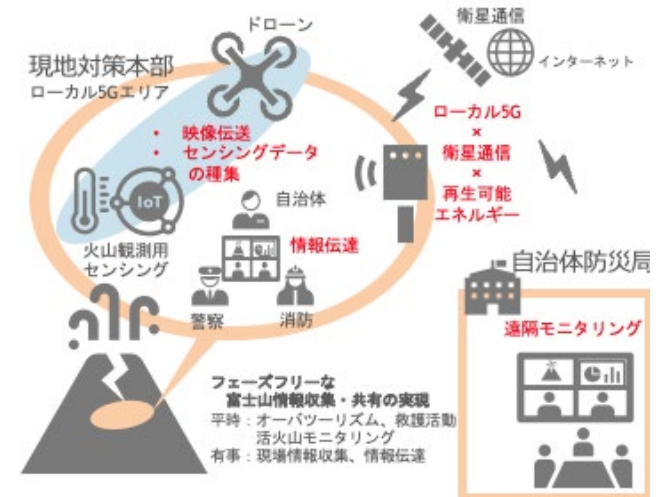 ドローン
衛星通信
インターネット
現地対策本部
ローカル5Gエリア
• 映像伝送
• センシングデータ
の種集
ローカル5G
×
衛星通信
×
再生可能
エネルギー
IoT
火山観測用
センシング
自治体
情報伝達
警察
消防
自治体防災局
遠隔モニタリング
フェーズフリーな
富士山情報収集・共有の実現
平時：オーバツーリズム、救護活動
活火山モニタリング
有事：現場情報収集、情報伝達